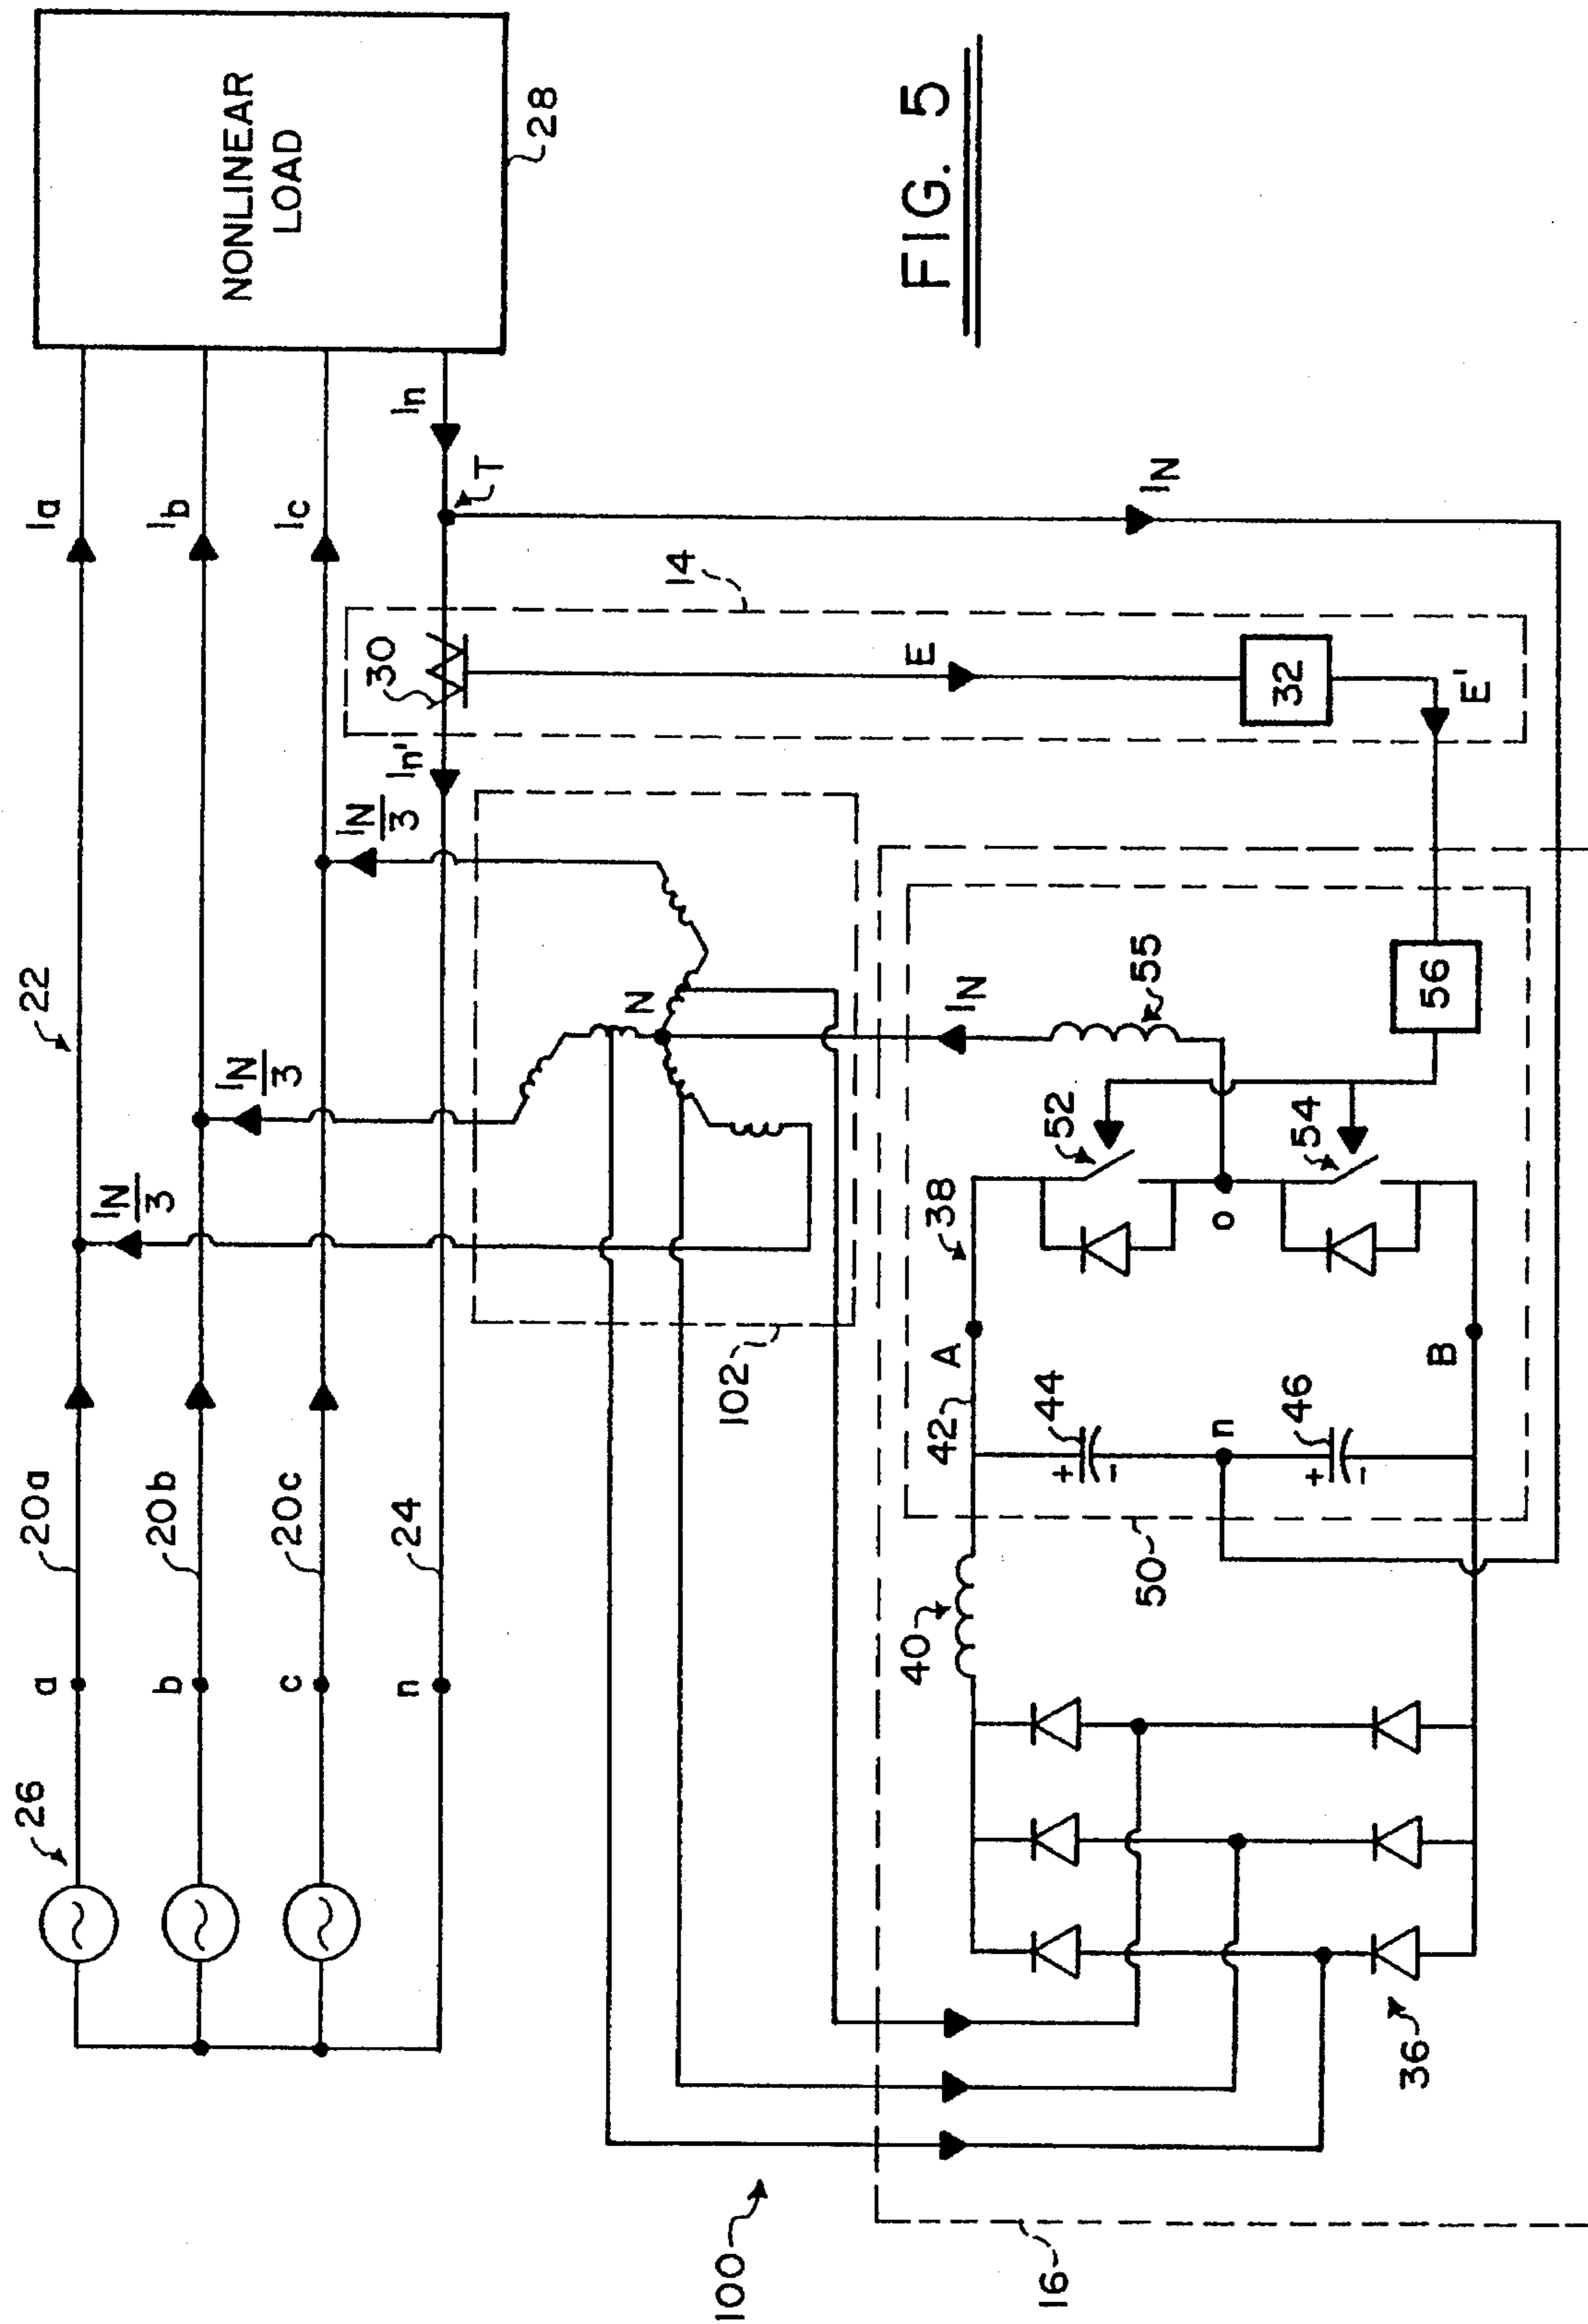 FIG. 5
NONLINEAR
LOAD
28
Ia
Ib
Ic
In
T
IN
22
26
a
20a
b
20b
c
20c
n
24
IN/3
IN/3
IN/3
In'
30
14
E
32
E'
102
N
IN
55
56
52
54
38
O
A
42
B
44
+
-
n
46
+
-
50
40
36
100
16